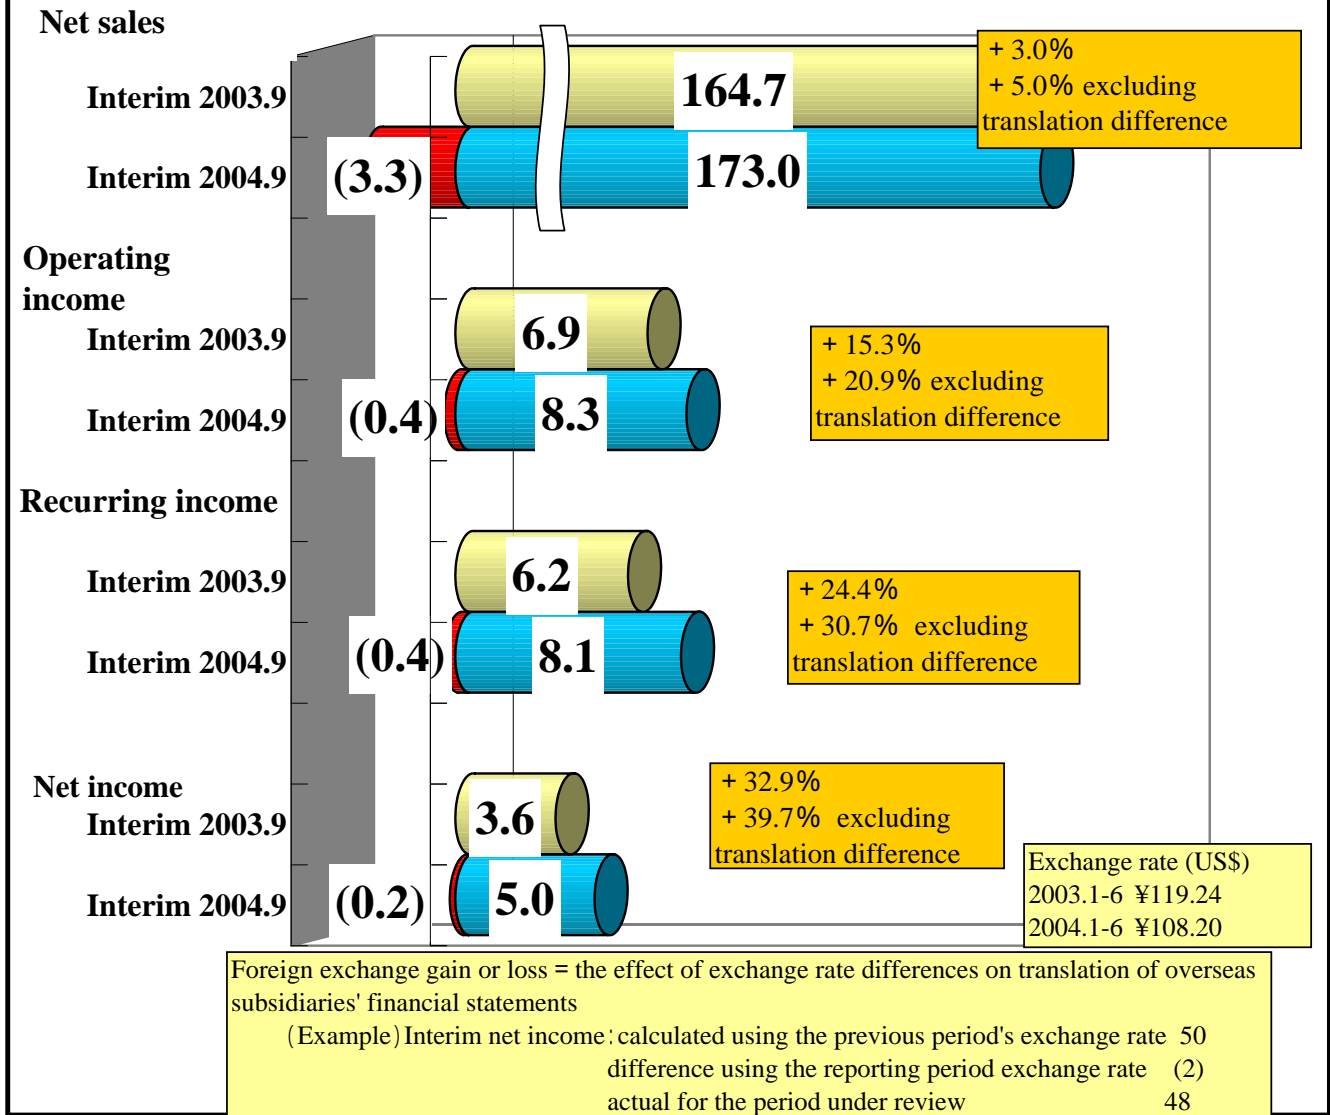 Net sales
Interim 2003.9
164.7
+ 3.0%
+ 5.0% excluding
translation difference
Interim 2004.9
(3.3)
173.0
Operating
income
Interim 2003.9
6.9
+ 15.3%
+ 20.9% excluding
translation difference
Interim 2004.9
(0.4)
8.3
Recurring income
Interim 2003.9
6.2
+ 24.4%
+ 30.7% excluding
translation difference
Interim 2004.9
(0.4)
8.1
Net income
Interim 2003.9
3.6
+ 32.9%
+ 39.7% excluding
translation difference
Interim 2004.9
(0.2)
5.0
Exchange rate (US$)
2003.1-6 ¥119.24
2004.1-6 ¥108.20
Foreign exchange gain or loss = the effect of exchange rate differences on translation of overseas
subsidiaries' financial statements
(Example) Interim net income: calculated using the previous period's exchange rate 50
difference using the reporting period exchange rate (2)
actual for the period under review 48